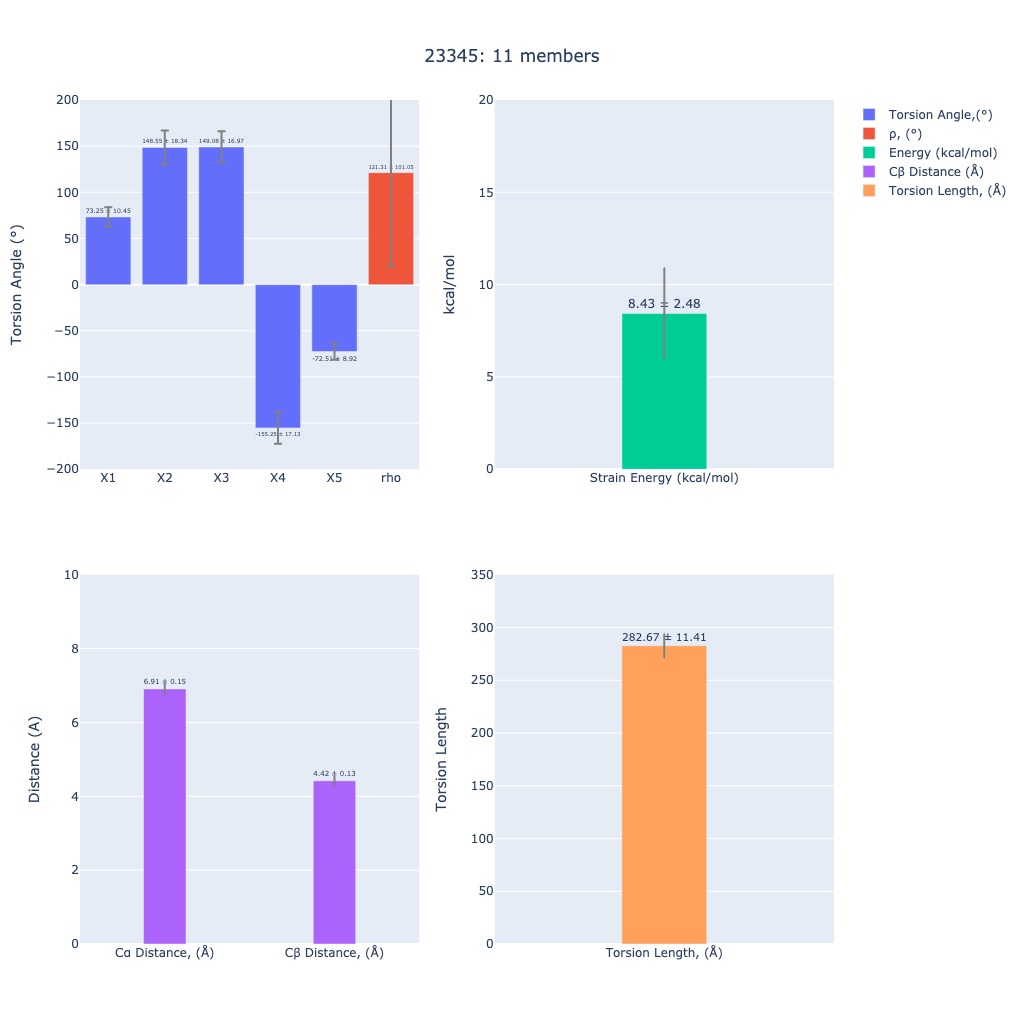 23345: 11 members
Torsion Angle (°)
200
150
100
50
0
−50
−100
−150
−200
73.25 ± 10.45
148.55 ± 18.34
149.08 ± 16.97
-155.25 ± 17.13
-72.51 ± 8.92
121.31 ± 101.05
X1 X2 X3 X4 X5 rho
kcal/mol
20
15
10
5
0
8.43 ± 2.48
Strain Energy (kcal/mol)
Torsion Angle,(°)
ρ, (°)
Energy (kcal/mol)
Cβ Distance (Å)
Torsion Length, (Å)
Distance (A)
10
8
6
4
2
0
6.91 ± 0.15
4.42 ± 0.13
Cα Distance, (Å) Cβ Distance, (Å)
Torsion Length
350
300
250
200
150
100
50
0
282.67 ± 11.41
Torsion Length, (Å)